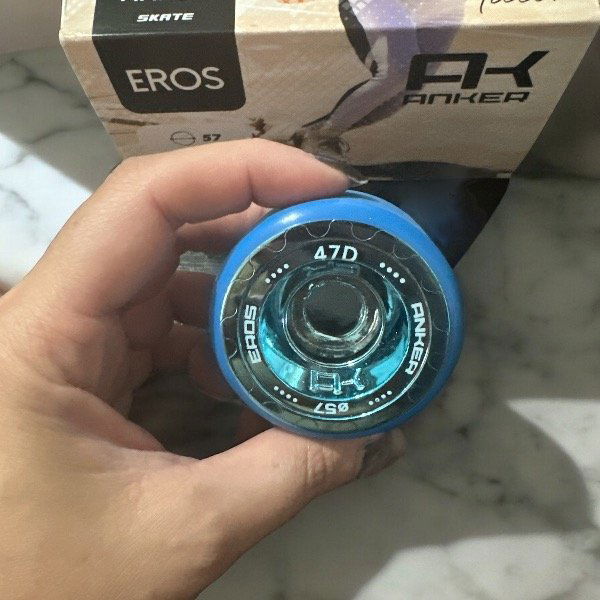 SKATE
EROS
AK
ANKER
57
47D
EROS
ANKER
AK
ø57